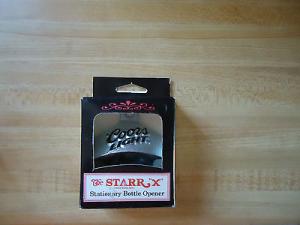 Coors
LIGHT
The STARR "X"
Stationary Bottle Opener